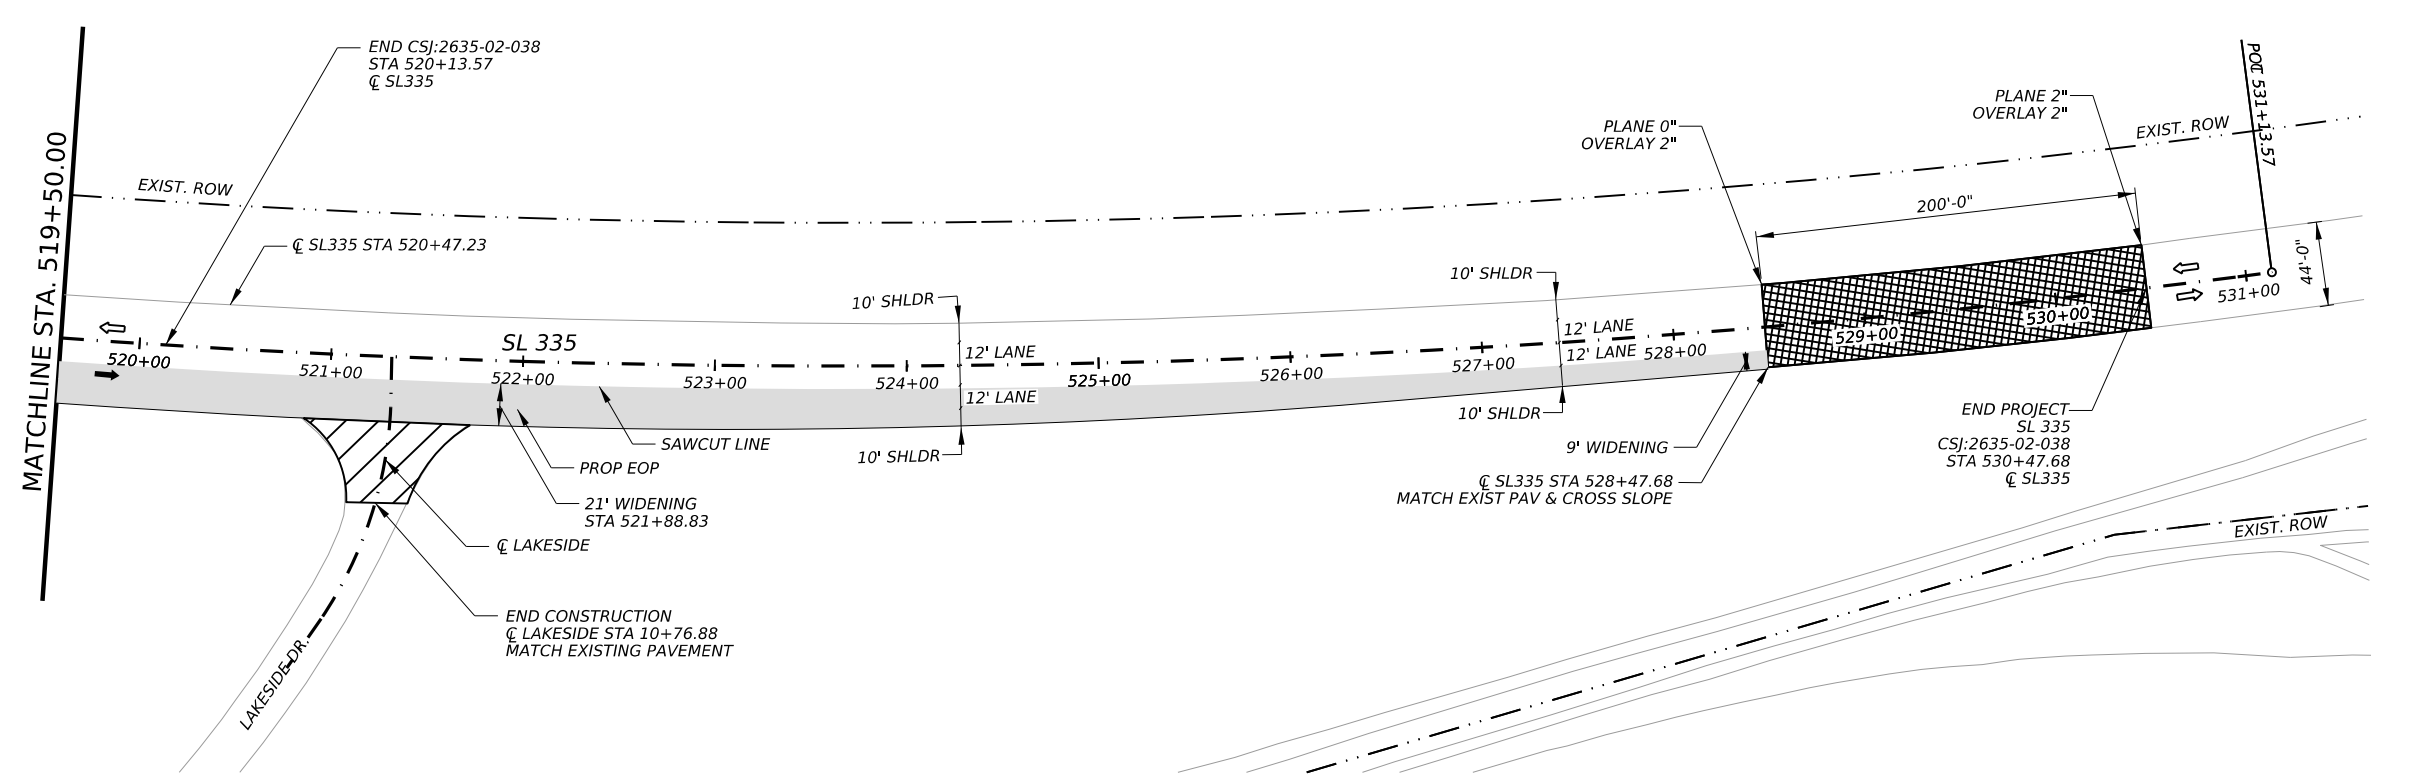 END CSJ:2635-02-038
STA 520+13.57
℄ SL335
MATCHLINE STA. 519+50.00
EXIST. ROW
℄ SL335 STA 520+47.23
520+00
521+00
SL 335
522+00
523+00
524+00
525+00
526+00
527+00
528+00
529+00
530+00
531+00
10' SHLDR
12' LANE
12' LANE
10' SHLDR
10' SHLDR
12' LANE
12' LANE
10' SHLDR
SAWCUT LINE
PROP EOP
21' WIDENING
STA 521+88.83
℄ LAKESIDE
END CONSTRUCTION
℄ LAKESIDE STA 10+76.88
MATCH EXISTING PAVEMENT
LAKESIDE DR.
PLANE 0"
OVERLAY 2"
PLANE 2"
OVERLAY 2"
EXIST. ROW
200'-0"
POT 531+13.57
44'-0"
9' WIDENING
℄ SL335 STA 528+47.68
MATCH EXIST PAV & CROSS SLOPE
END PROJECT
SL 335
CSJ:2635-02-038
STA 530+47.68
℄ SL335
EXIST. ROW